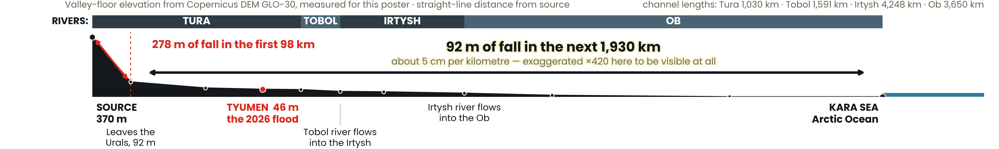 Valley-floor elevation from Copernicus DEM GLO-30, measured for this poster · straight-line distance from source
channel lengths: Tura 1,030 km · Tobol 1,591 km · Irtysh 4,248 km · Ob 3,650 km
RIVERS:
TURA
TOBOL
IRTYSH
OB
278 m of fall in the first 98 km
92 m of fall in the next 1,930 km
about 5 cm per kilometre — exaggerated ×420 here to be visible at all
SOURCE
370 m
Leaves the
Urals, 92 m
TYUMEN 46 m
the 2026 flood
Tobol river flows
into the Irtysh
Irtysh river flows
into the Ob
KARA SEA
Arctic Ocean